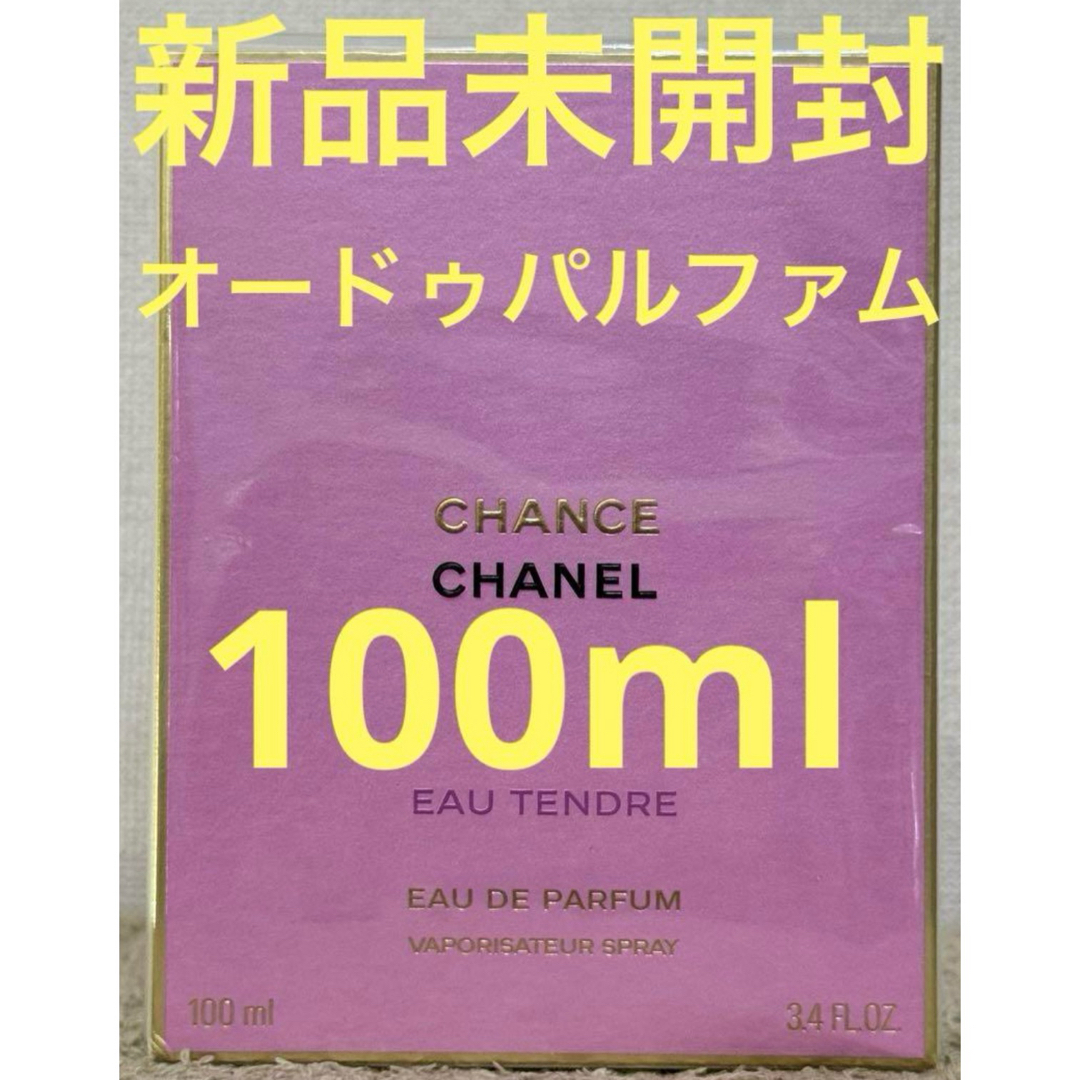 新品未開封
オードゥパルファム
CHANCE
CHANEL
100ml
EAU TENDRE
EAU DE PARFUM
VAPORISATEUR SPRAY
100 ml
3.4 FL.OZ.